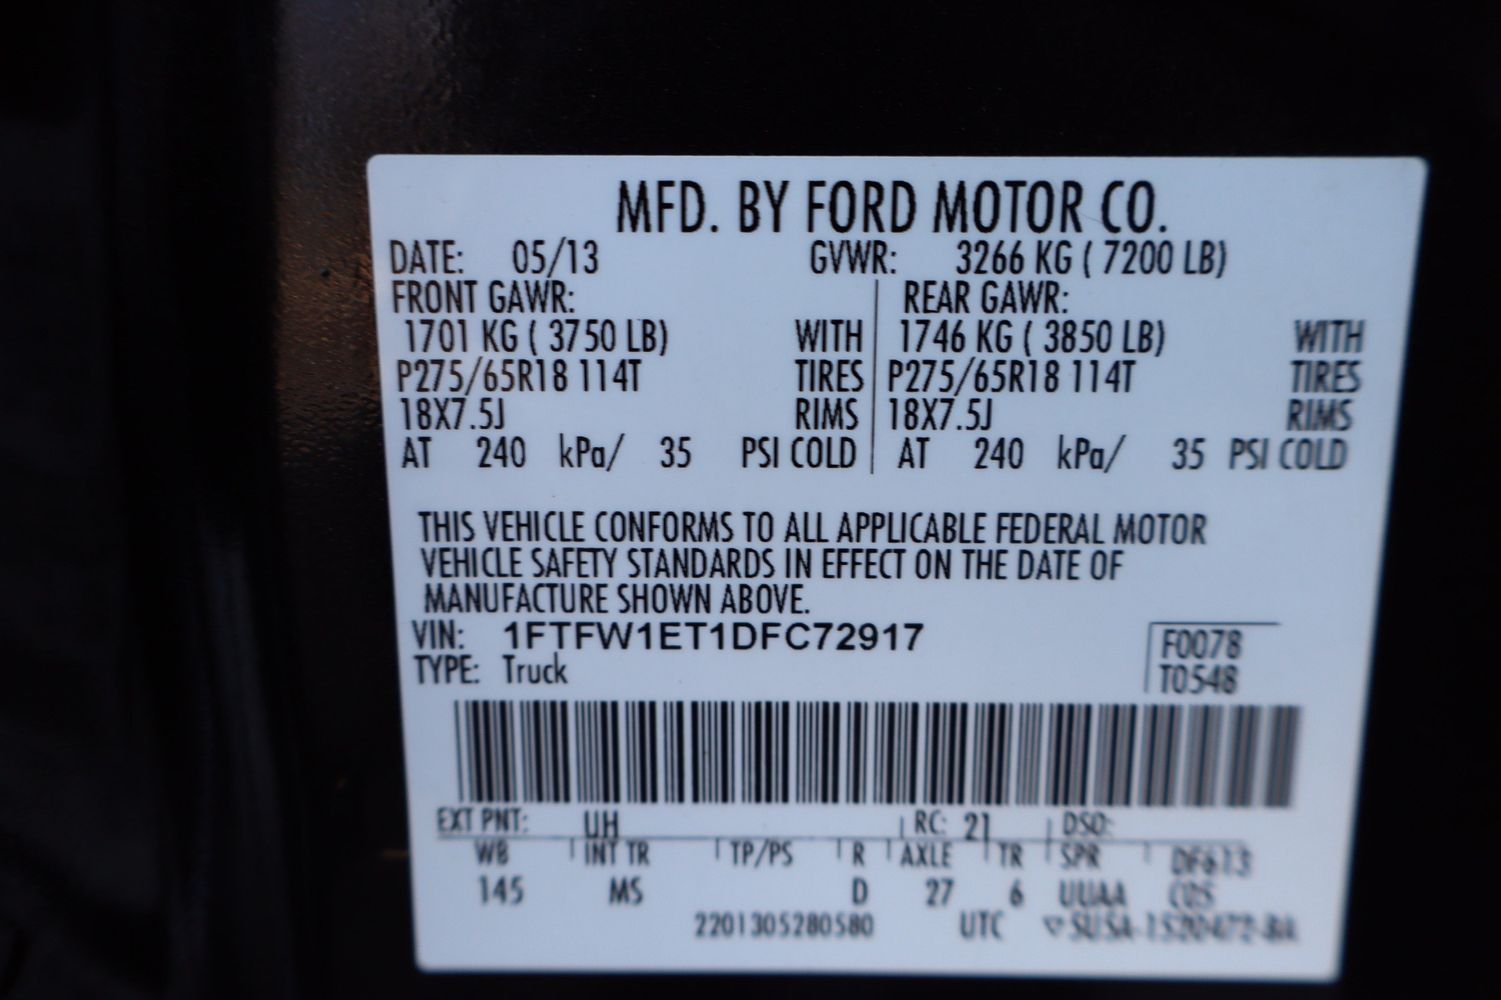 MFD. BY FORD MOTOR CO.
DATE: 05/13 GVWR: 3266 KG ( 7200 LB)
FRONT GAWR: REAR GAWR:
1701 KG ( 3750 LB) WITH 1746 KG ( 3850 LB) WITH
P275/65R18 114T TIRES P275/65R18 114T TIRES
18X7.5J RIMS 18X7.5J RIMS
AT 240 kPa/ 35 PSI COLD AT 240 kPa/ 35 PSI COLD
THIS VEHICLE CONFORMS TO ALL APPLICABLE FEDERAL MOTOR
VEHICLE SAFETY STANDARDS IN EFFECT ON THE DATE OF
MANUFACTURE SHOWN ABOVE.
VIN: 1FTFW1ET1DFC72917 F0078
TYPE: Truck T0548
EXT PNT: UH RC: 21 DSO:
WB INT TR TP/PS R AXLE TR SPR DF613
145 MS D 27 6 UUAA C05
2201305280580 UTC ▽SUSA-1520472-BA